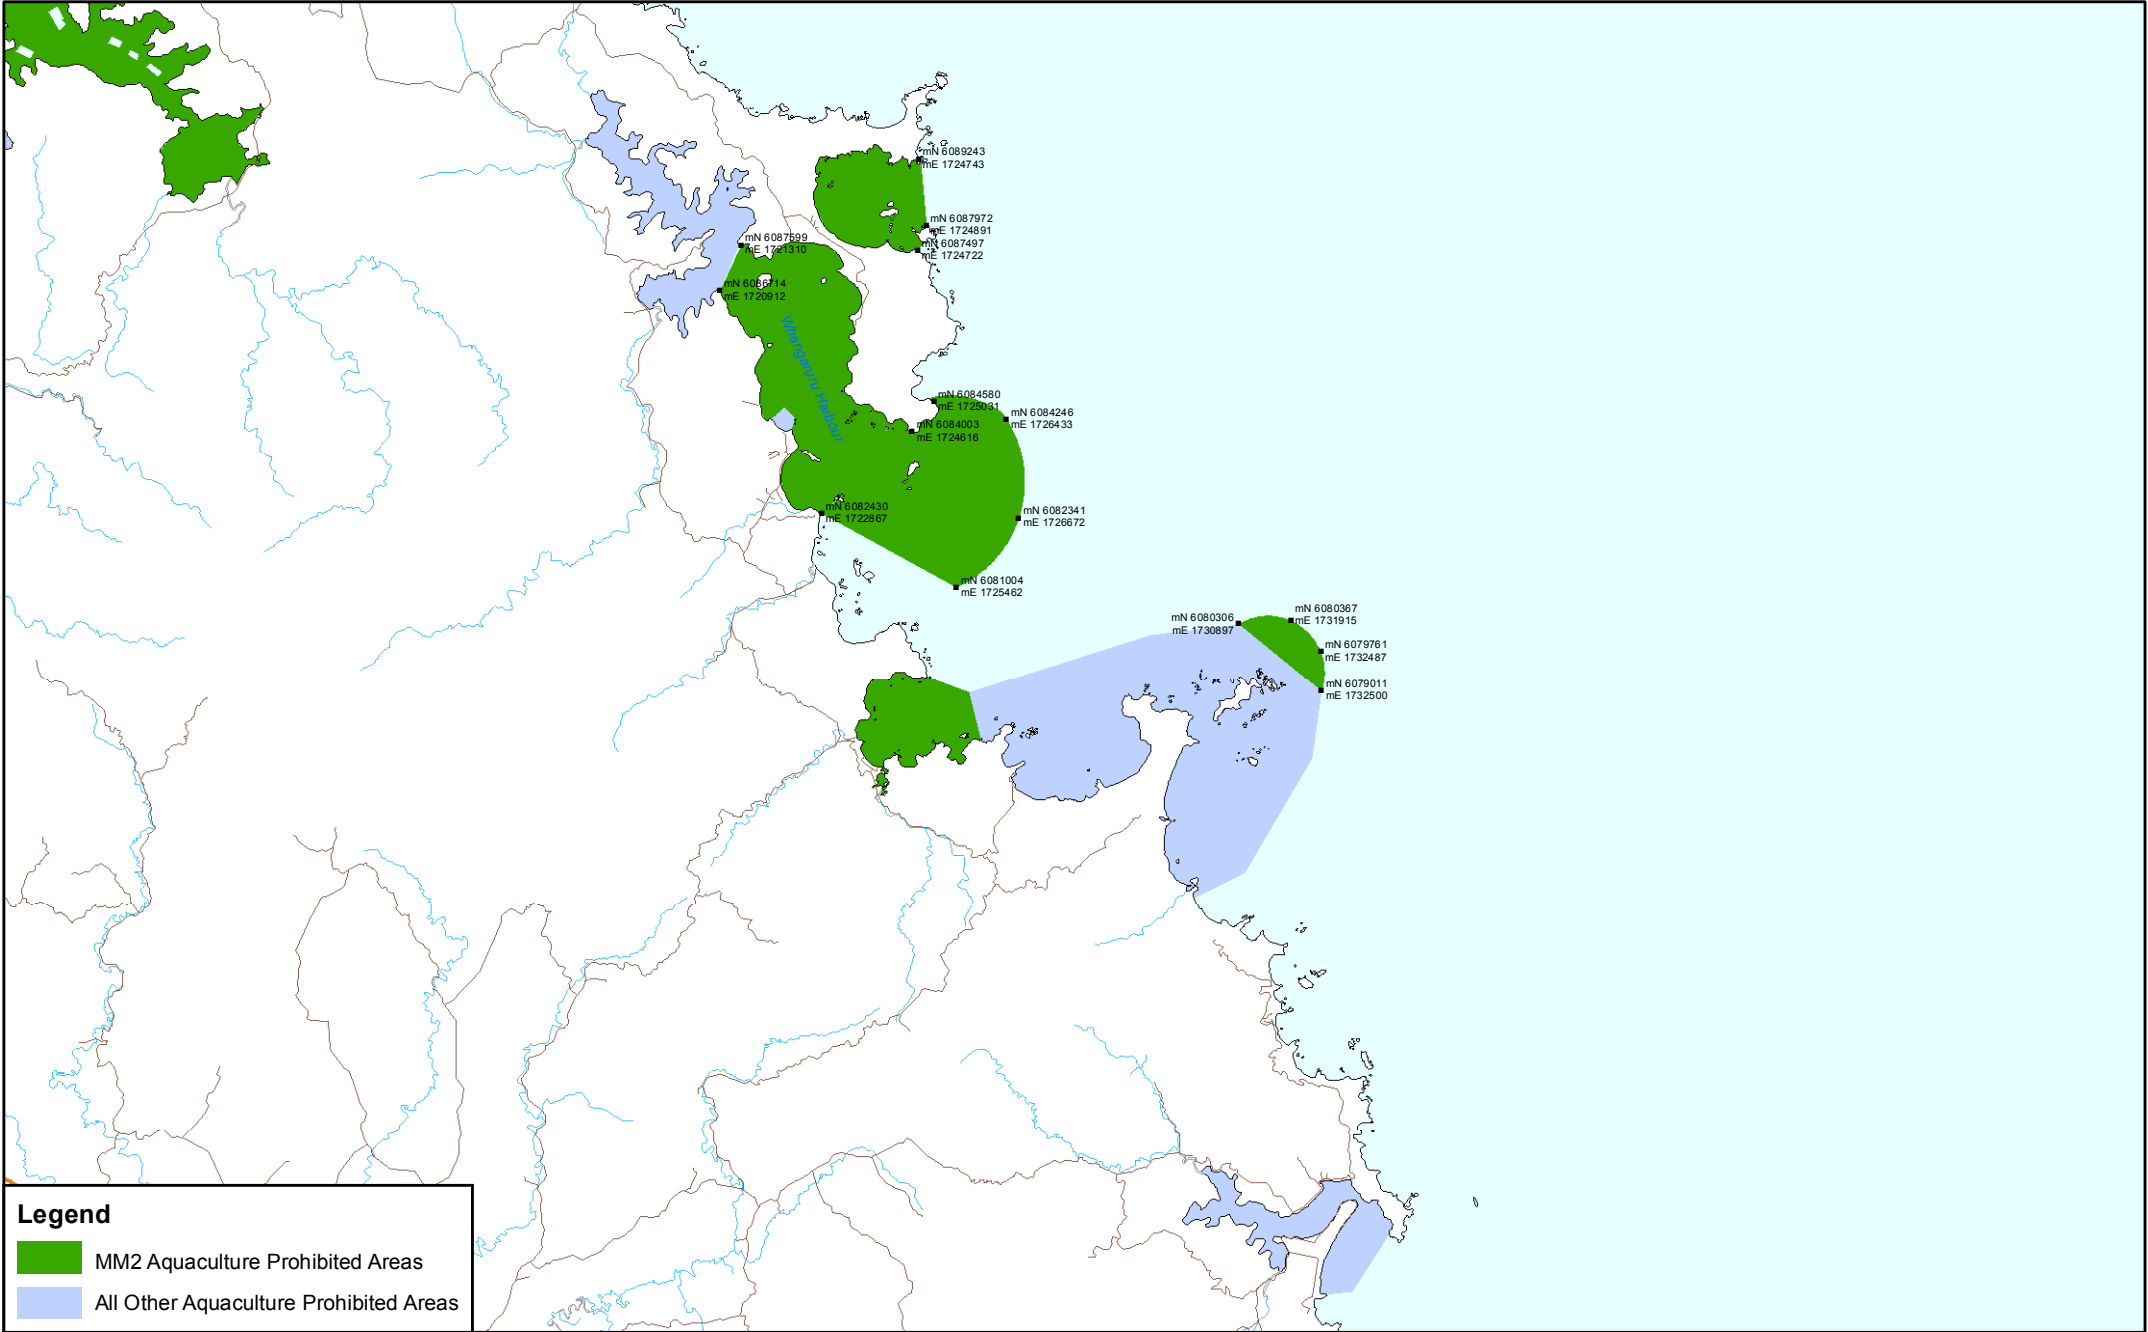 mN 6089243
mE 1724743
mN 6087972
mE 1724891
mN 6087497
mE 1724722
mN 6087599
mE 1721310
mN 6086714
mE 1720912
Whangaruru Harbour
mN 6084580
mE 1725031
mN 6084246
mE 1726433
mN 6084003
mE 1724616
mN 6082430
mE 1722867
mN 6082341
mE 1726672
mN 6081004
mE 1725462
mN 6080306
mE 1730897
mN 6080367
mE 1731915
mN 6079761
mE 1732487
mN 6079011
mE 1732500
Legend
MM2 Aquaculture Prohibited Areas
All Other Aquaculture Prohibited Areas